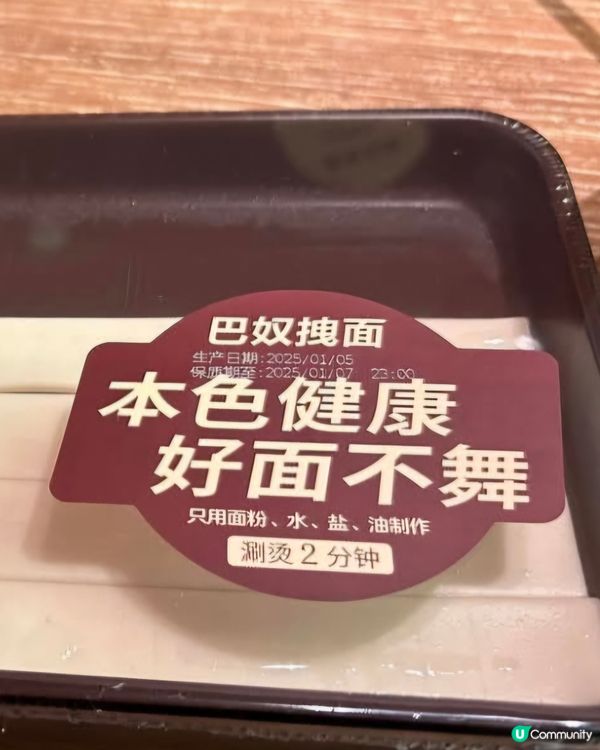 巴奴拽面
生产日期:2025/01/05
保质期至:2025/01/07 23:00
本色健康
好面不舞
只用面粉、水、盐、油制作
涮烫2分钟
U Community